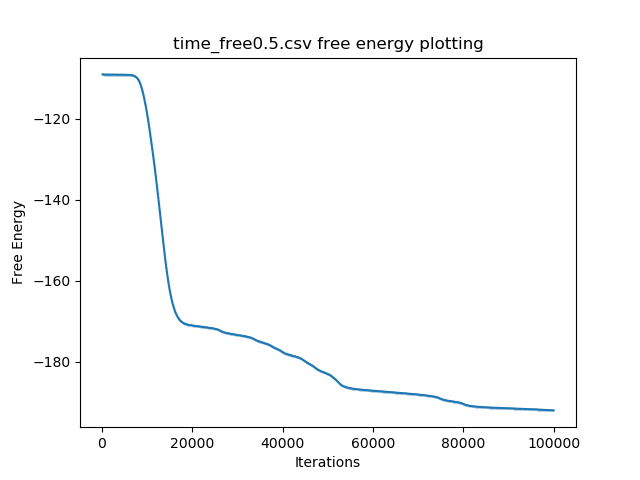 time_free0.5.csv free energy plotting
Free Energy
−120
−140
−160
−180
0 20000 40000 60000 80000 100000
Iterations